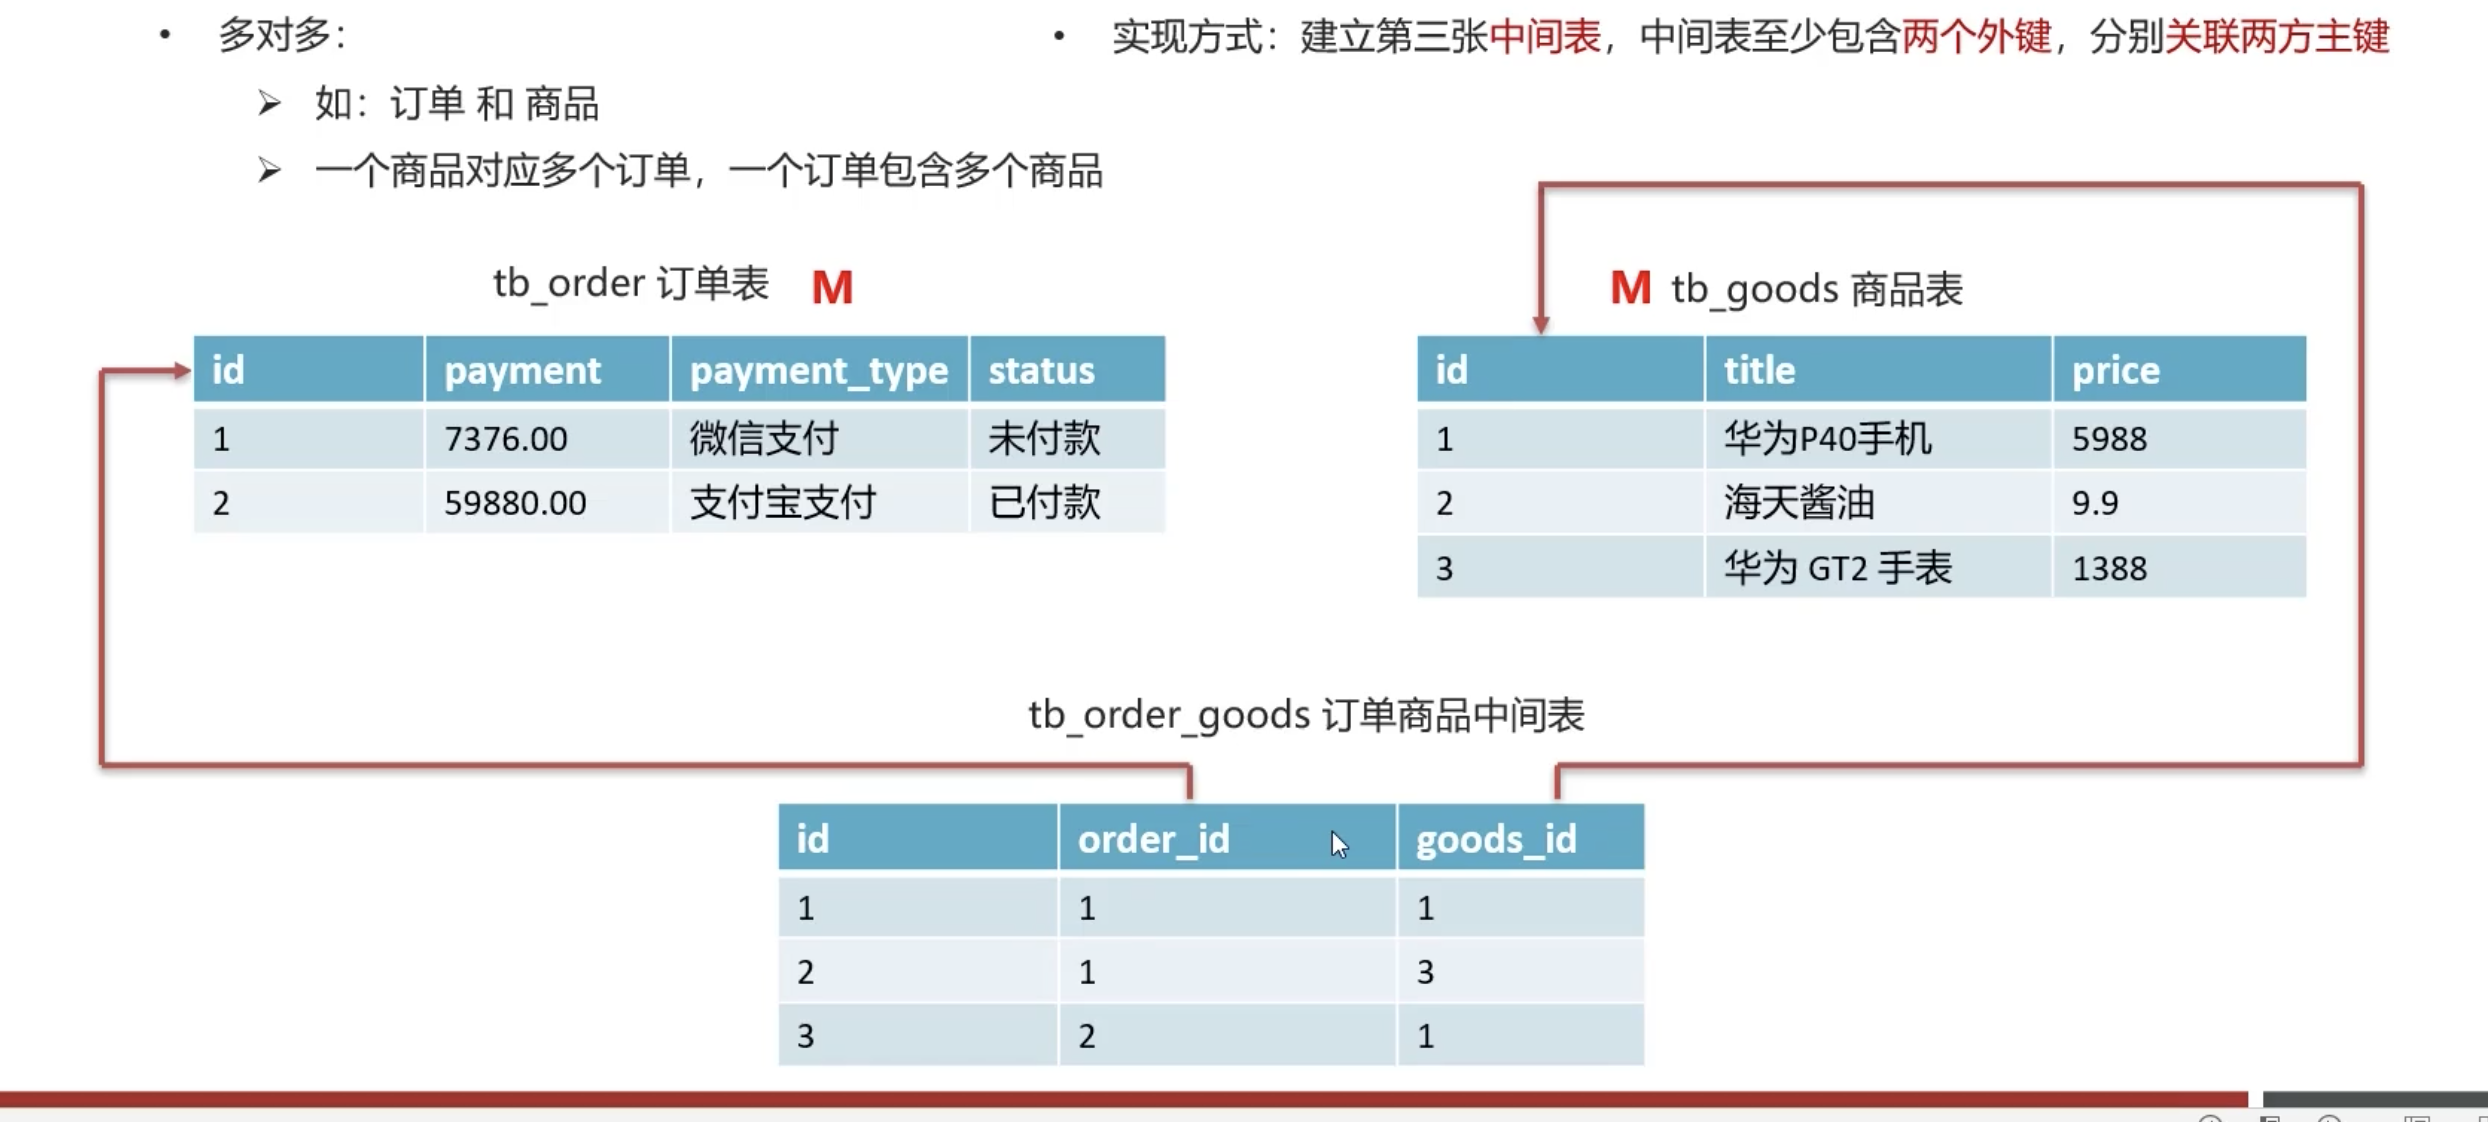 • 多对多：
➢ 如：订单 和 商品
➢ 一个商品对应多个订单，一个订单包含多个商品
• 实现方式：建立第三张中间表，中间表至少包含两个外键，分别关联两方主键
tb_order 订单表 M
id payment payment_type status
1 7376.00 微信支付 未付款
2 59880.00 支付宝支付 已付款
M tb_goods 商品表
id title price
1 华为P40手机 5988
2 海天酱油 9.9
3 华为 GT2 手表 1388
tb_order_goods 订单商品中间表
id order_id goods_id
1 1 1
2 1 3
3 2 1